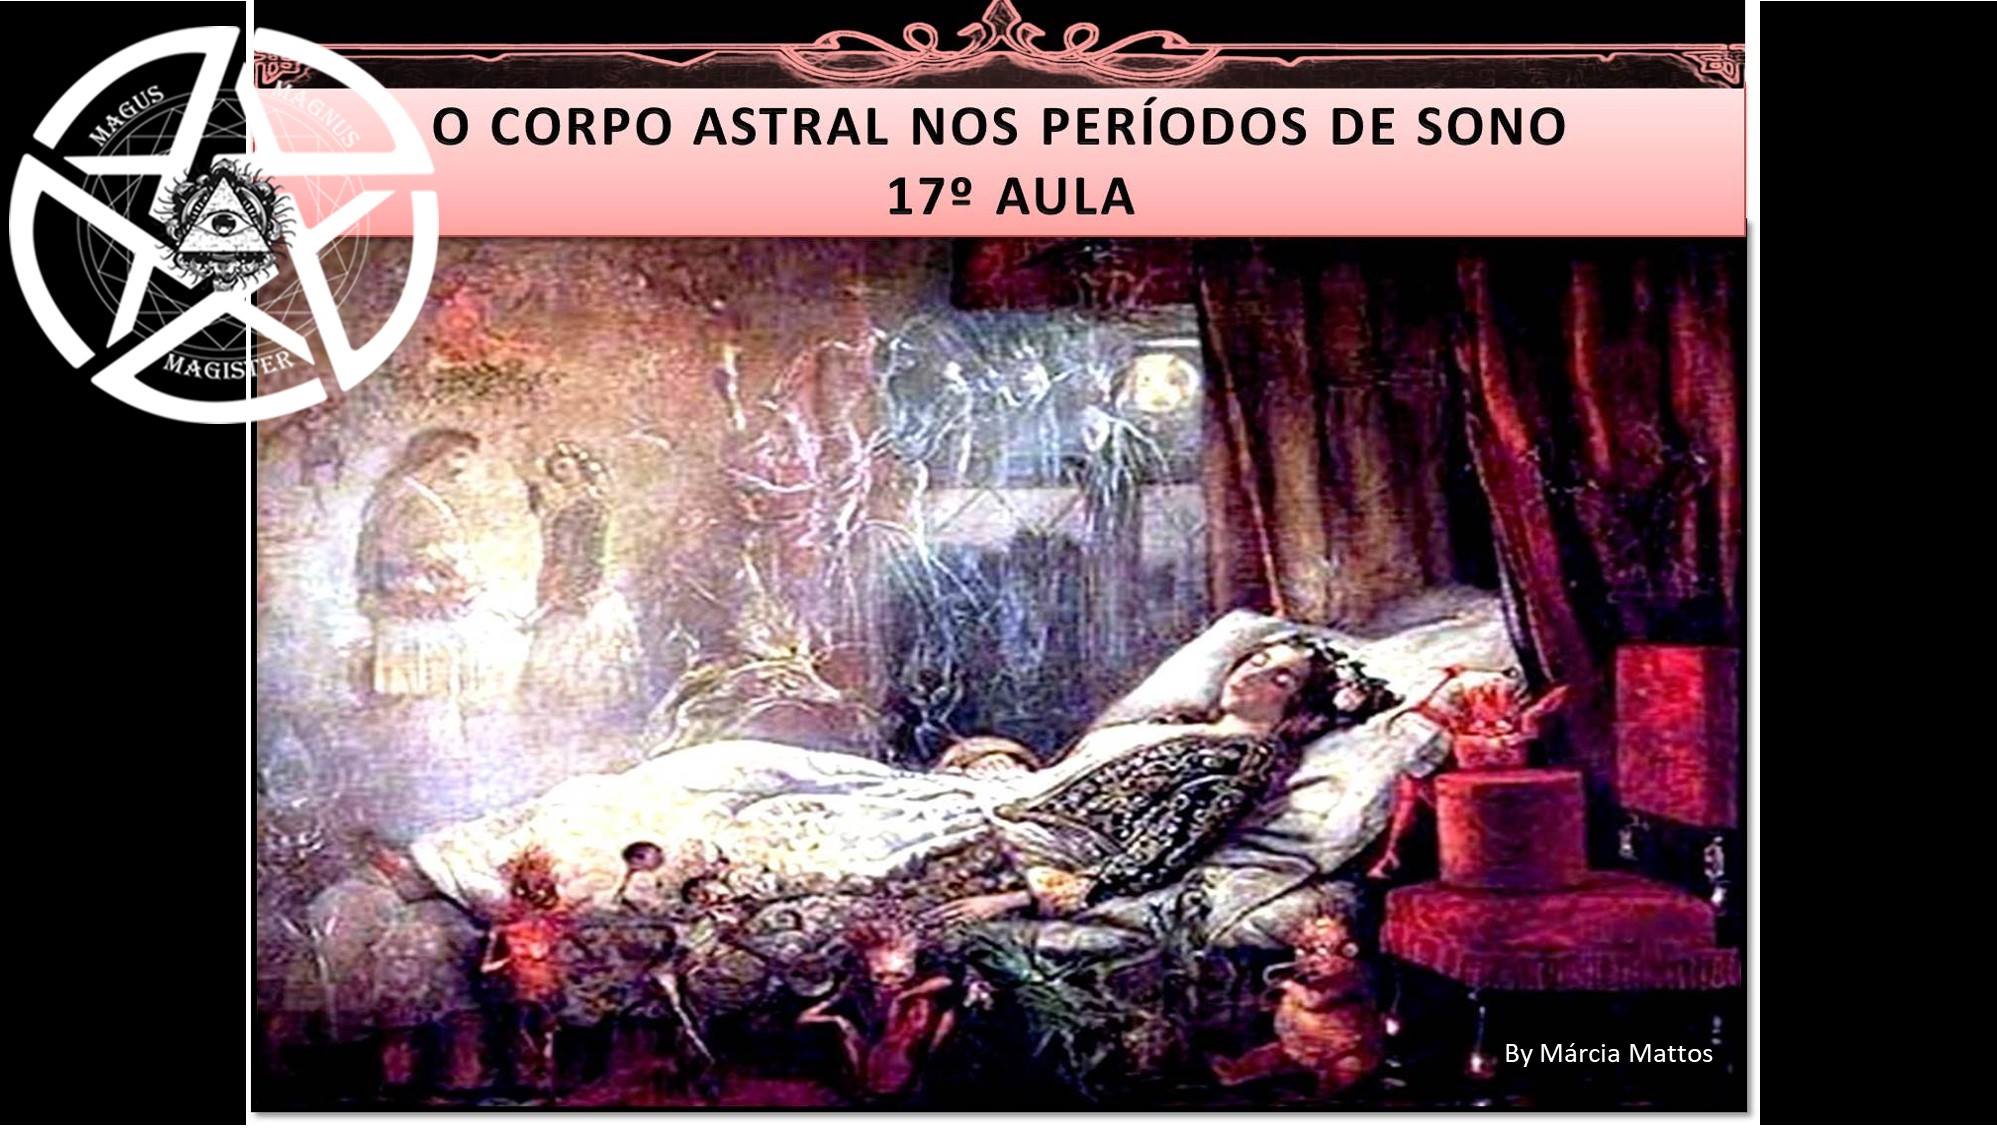 MAGUS
MAGNUS
MAGISTER
O CORPO ASTRAL NOS PERÍODOS DE SONO
17º AULA
By Márcia Mattos